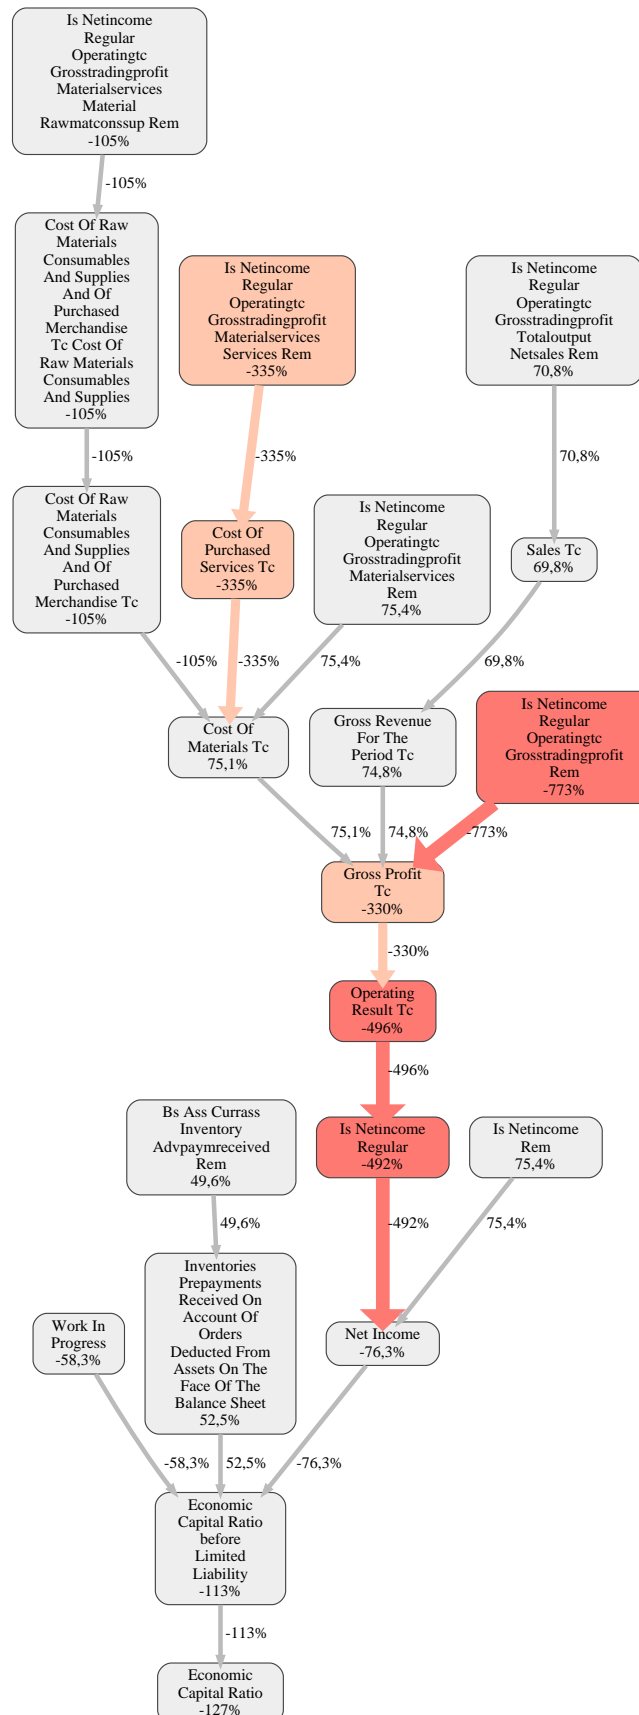 Is Netincome
Regular
Operatingtc
Grosstradingprofit
Materialservices
Material
Rawmatconssup Rem
-105%
-105%
Cost Of Raw
Materials
Consumables
And Supplies
And Of
Purchased
Merchandise
Tc Cost Of
Raw Materials
Consumables
And Supplies
-105%
Is Netincome
Regular
Operatingtc
Grosstradingprofit
Materialservices
Services Rem
-335%
Is Netincome
Regular
Operatingtc
Grosstradingprofit
Totaloutput
Netsales Rem
70,8%
-105%
-335%
70,8%
Cost Of Raw
Materials
Consumables
And Supplies
And Of
Purchased
Merchandise Tc
-105%
Cost Of
Purchased
Services Tc
-335%
Is Netincome
Regular
Operatingtc
Grosstradingprofit
Materialservices
Rem
75,4%
Sales Tc
69,8%
-105%
-335%
75,4%
69,8%
Cost Of
Materials Tc
75,1%
Gross Revenue
For The
Period Tc
74,8%
Is Netincome
Regular
Operatingtc
Grosstradingprofit
Rem
-773%
75,1%
74,8%
-773%
Gross Profit
Tc
-330%
-330%
Operating
Result Tc
-496%
-496%
Bs Ass Currass
Inventory
Advpaymreceived
Rem
49,6%
Is Netincome
Regular
-492%
Is Netincome
Rem
75,4%
49,6%
-492%
75,4%
Work In
Progress
-58,3%
Inventories
Prepayments
Received On
Account Of
Orders
Deducted From
Assets On The
Face Of The
Balance Sheet
52,5%
Net Income
-76,3%
-58,3%
52,5%
-76,3%
Economic
Capital Ratio
before
Limited
Liability
-113%
-113%
Economic
Capital Ratio
-127%